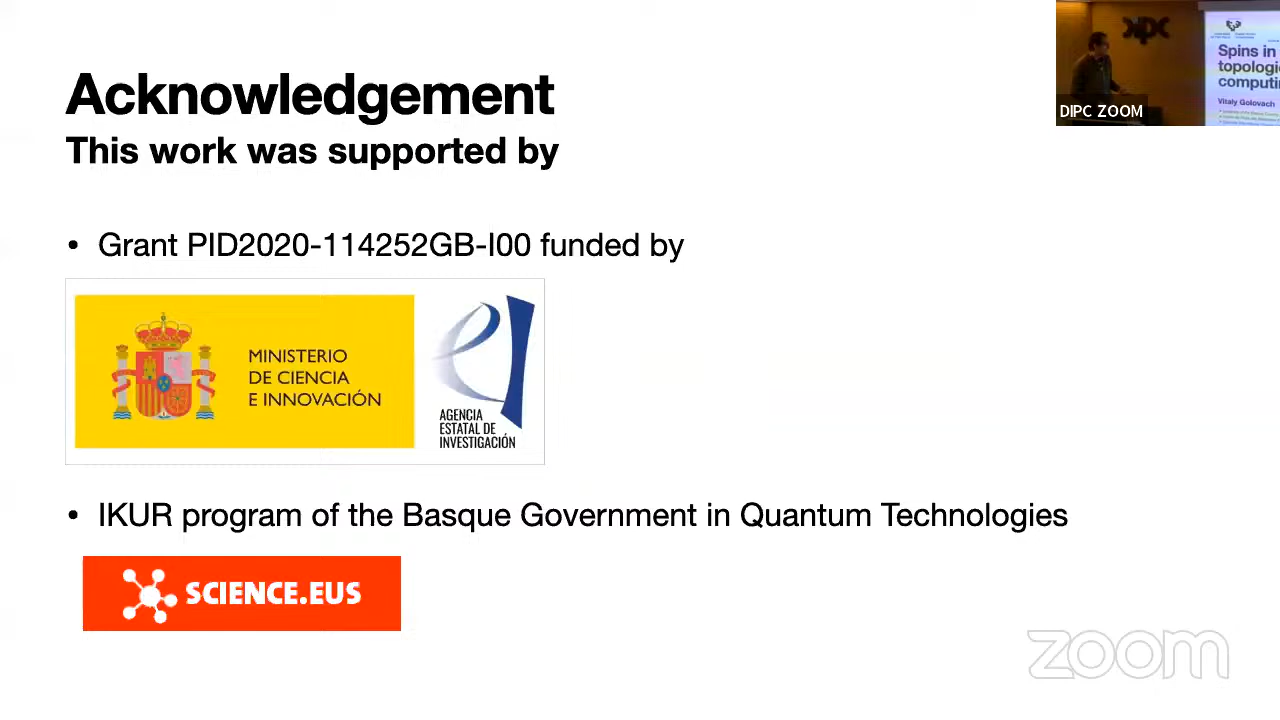 Acknowledgement
This work was supported by
• Grant PID2020-114252GB-I00 funded by
MINISTERIO
DE CIENCIA
E INNOVACIÓN
AGENCIA
ESTATAL DE
INVESTIGACIÓN
• IKUR program of the Basque Government in Quantum Technologies
SCIENCE.EUS
dipc
Spins in
topologi
computi
Vitaly Golovach
DIPC ZOOM
zoom